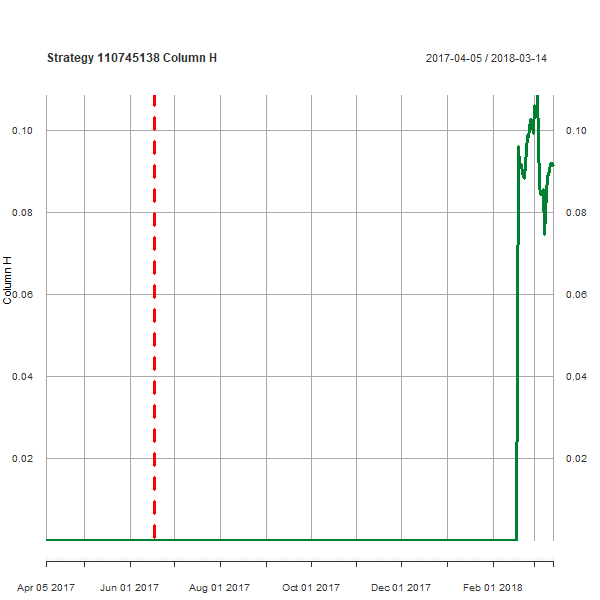 Strategy 110745138 Column H
2017-04-05 / 2018-03-14
0.10 0.10
0.08 0.08
Column H
0.06 0.06
0.04 0.04
0.02 0.02
Apr 05 2017 Jun 01 2017 Aug 01 2017 Oct 01 2017 Dec 01 2017 Feb 01 2018